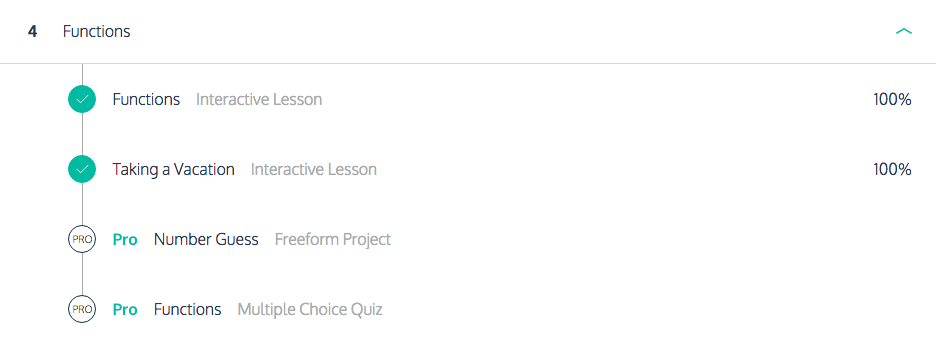 4 Functions
Functions Interactive Lesson 100%
Taking a Vacation Interactive Lesson 100%
PRO Pro Number Guess Freeform Project
PRO Pro Functions Multiple Choice Quiz